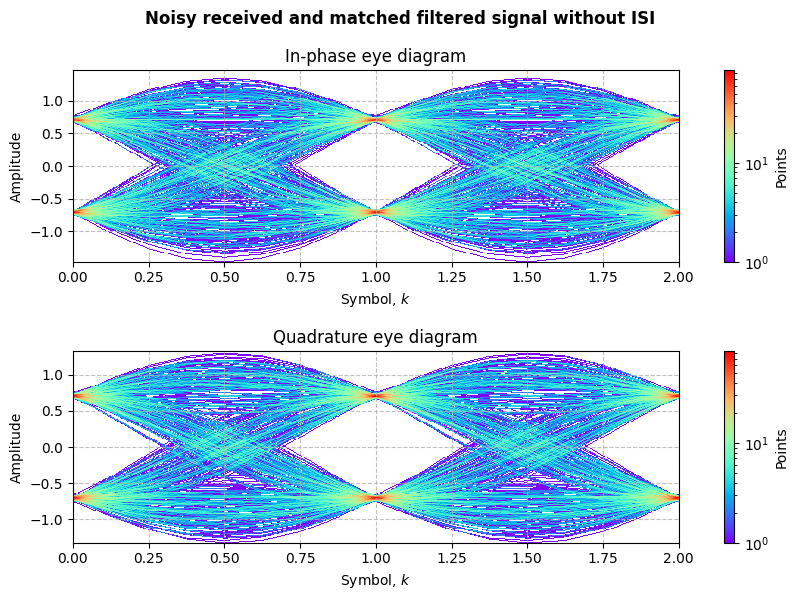 Noisy received and matched filtered signal without ISI
In-phase eye diagram
Amplitude
1.0
0.5
0.0
−0.5
−1.0
0.00 0.25 0.50 0.75 1.00 1.25 1.50 1.75 2.00
Symbol, k
10¹
10⁰
Points
Quadrature eye diagram
Amplitude
1.0
0.5
0.0
−0.5
−1.0
0.00 0.25 0.50 0.75 1.00 1.25 1.50 1.75 2.00
Symbol, k
10¹
10⁰
Points